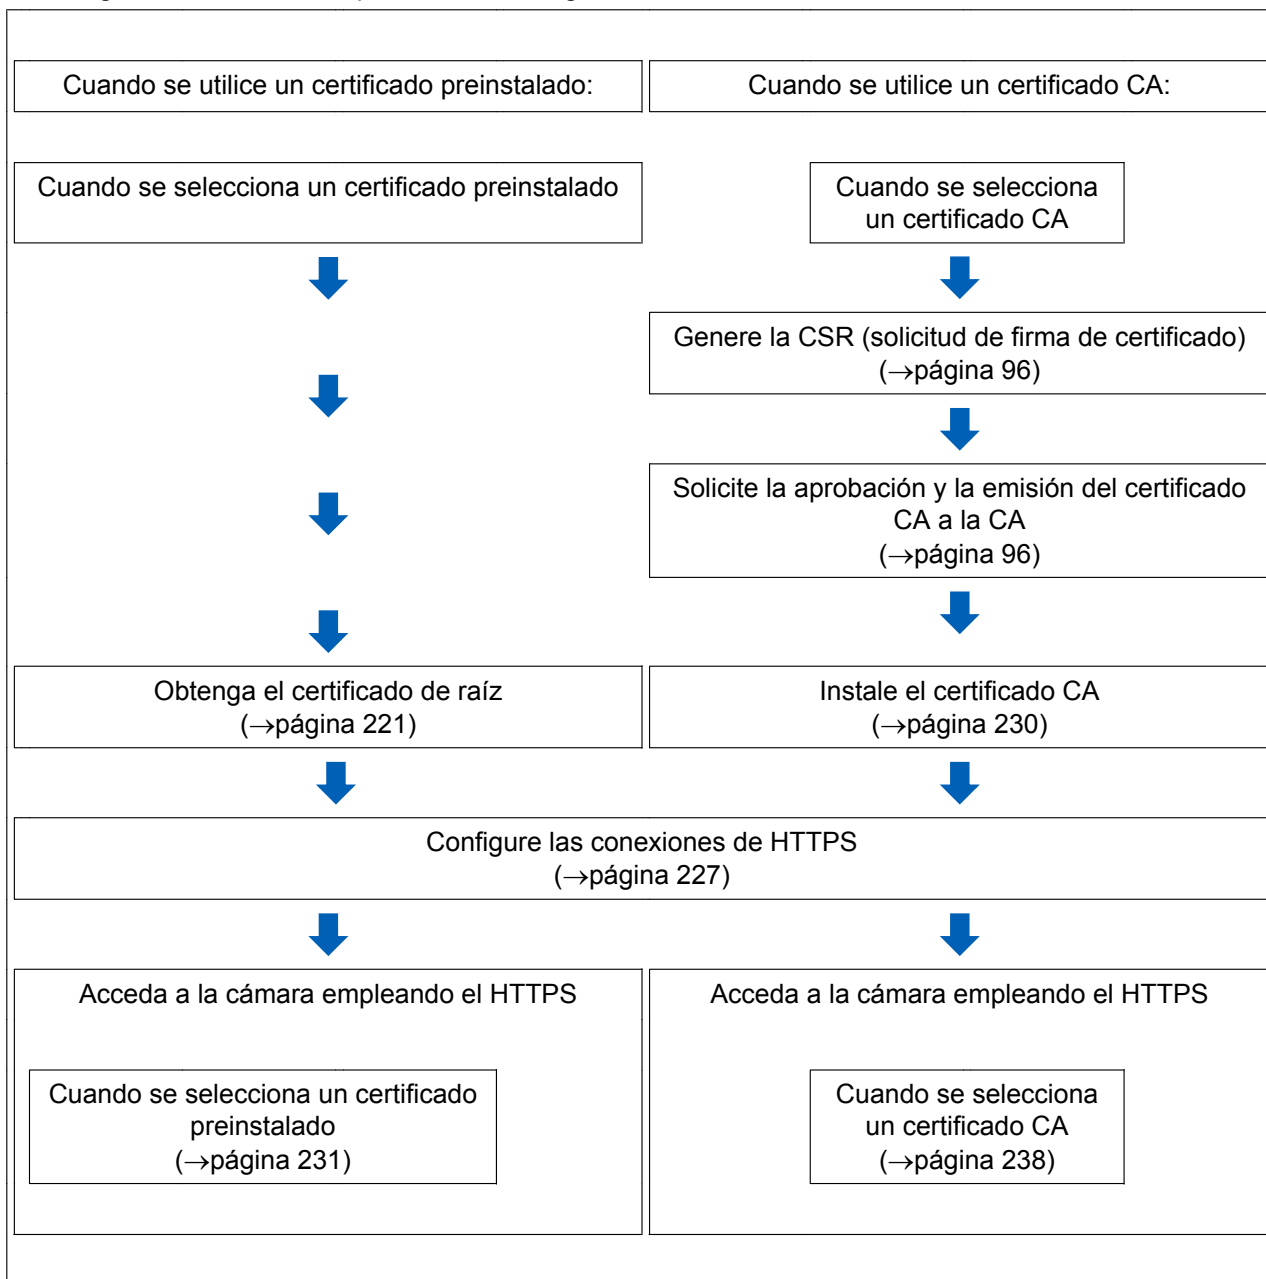 Cuando se utilice un certificado preinstalado:
Cuando se utilice un certificado CA:
Cuando se selecciona un certificado preinstalado
Cuando se selecciona
un certificado CA
Genere la CSR (solicitud de firma de certificado)
(→página 96)
Solicite la aprobación y la emisión del certificado
CA a la CA
(→página 96)
Obtenga el certificado de raíz
(→página 221)
Instale el certificado CA
(→página 230)
Configure las conexiones de HTTPS
(→página 227)
Acceda a la cámara empleando el HTTPS
Cuando se selecciona un certificado
preinstalado
(→página 231)
Acceda a la cámara empleando el HTTPS
Cuando se selecciona
un certificado CA
(→página 238)